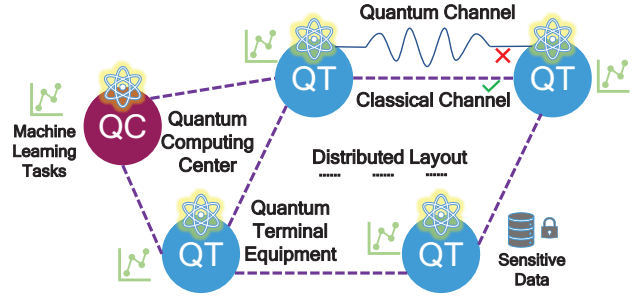 Quantum Channel
QT
QT
Classical Channel
QC
Machine
Learning
Tasks
Quantum
Computing
Center
Distributed Layout
...... ...... ......
Quantum
Terminal
Equipment
QT
QT
Sensitive
Data